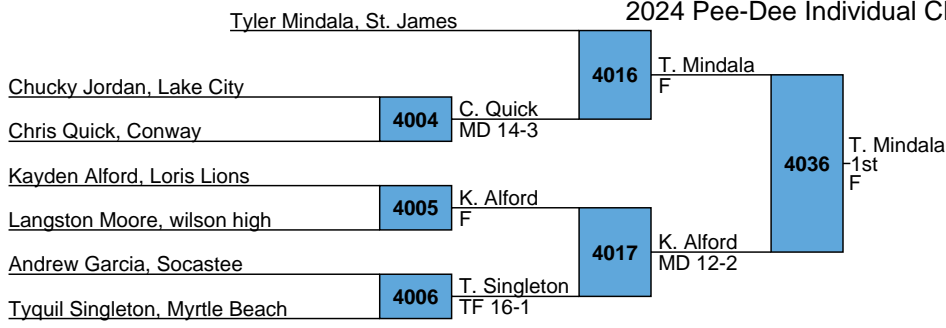 2024 Pee-Dee Individual
Tyler Mindala, St. James
4016
T. Mindala
F
Chucky Jordan, Lake City
4004
C. Quick
MD 14-3
Chris Quick, Conway
4036
T. Mindala
1st
F
Kayden Alford, Loris Lions
4005
K. Alford
F
Langston Moore, wilson high
4017
K. Alford
MD 12-2
Andrew Garcia, Socastee
4006
T. Singleton
TF 16-1
Tyquil Singleton, Myrtle Beach